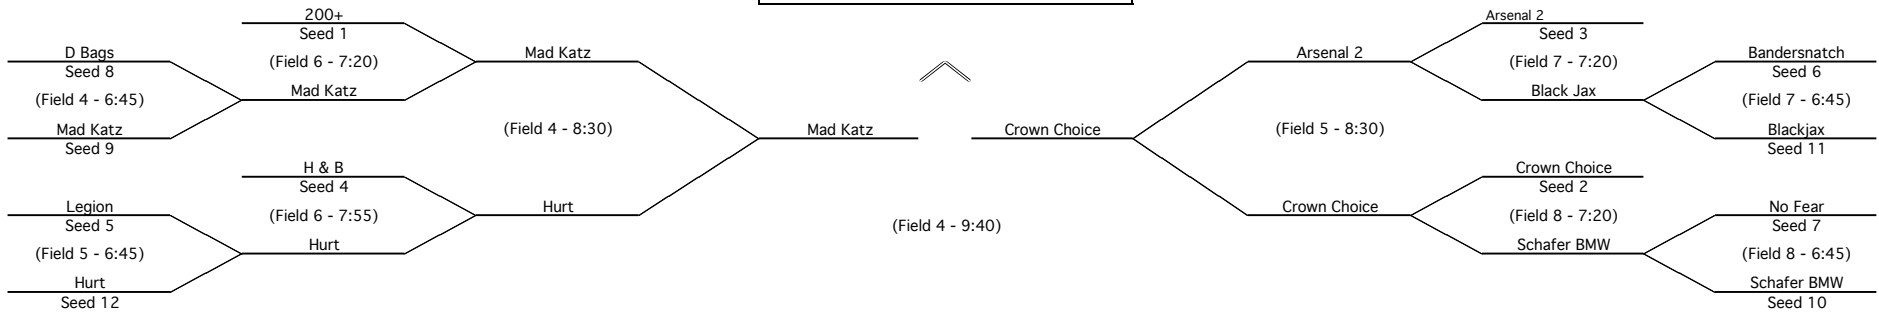 200+
Seed 1
(Field 6 - 7:20)
D Bags
Seed 8
(Field 4 - 6:45)
Mad Katz
Mad Katz
Seed 9
Mad Katz
(Field 4 - 8:30)
H & B
Seed 4
(Field 6 - 7:55)
Legion
Seed 5
(Field 5 - 6:45)
Hurt
Hurt
Seed 12
Hurt
Mad Katz
(Field 4 - 9:40)
Crown Choice
Arsenal 2
(Field 5 - 8:30)
Crown Choice
Arsenal 2
Seed 3
(Field 7 - 7:20)
Black Jax
Bandersnatch
Seed 6
(Field 7 - 6:45)
Blackjax
Seed 11
Crown Choice
Seed 2
(Field 8 - 7:20)
Schafer BMW
No Fear
Seed 7
(Field 8 - 6:45)
Schafer BMW
Seed 10